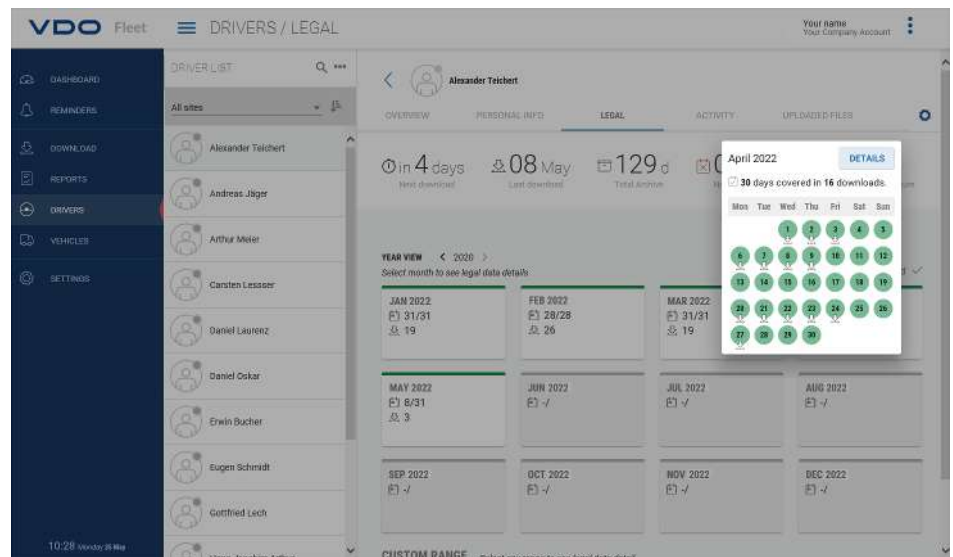 VDO Fleet
DRIVERS / LEGAL
Your name
Your Company Account
DASHBOARD
REMINDERS
DOWNLOAD
REPORTS
DRIVERS
VEHICLES
SETTINGS
10:28 Monday
DRIVER LIST
All sites
Alexander Teichert
Andreas Jäger
Arthur Meier
Carsten Lessoer
Daniel Laurenz
Daniel Oskar
Erwin Bucher
Eugen Schmidt
Gottfried Lech
Alexander Teichert
OVERVIEW PERSONAL INFO LEGAL ACTIVITY UPLOADED FILES
in 4 days
Next download
08 May
Last download
129 d
Total Archive
YEAR VIEW < 2020 >
Select month to see legal data details
JAN 2022
31/31
19
FEB 2022
28/28
26
MAR 2022
31/31
19
MAY 2022
8/31
3
JUN 2022
-/
JUL 2022
-/
AUG 2022
-/
SEP 2022
-/
OCT 2022
-/
NOV 2022
-/
DEC 2022
-/
CUSTOM RANGE
April 2022
DETAILS
30 days covered in 16 downloads.
Mon Tue Wed Thu Fri Sat Sun
1 2 3 4 5
6 7 8 9 10 11 12
13 14 15 16 17 18 19
20 21 22 23 24 25 26
27 28 29 30